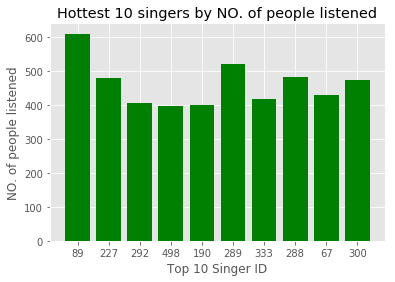 Hottest 10 singers by NO. of people listened
NO. of people listened
600
500
400
300
200
100
0
89 227 292 498 190 289 333 288 67 300
Top 10 Singer ID